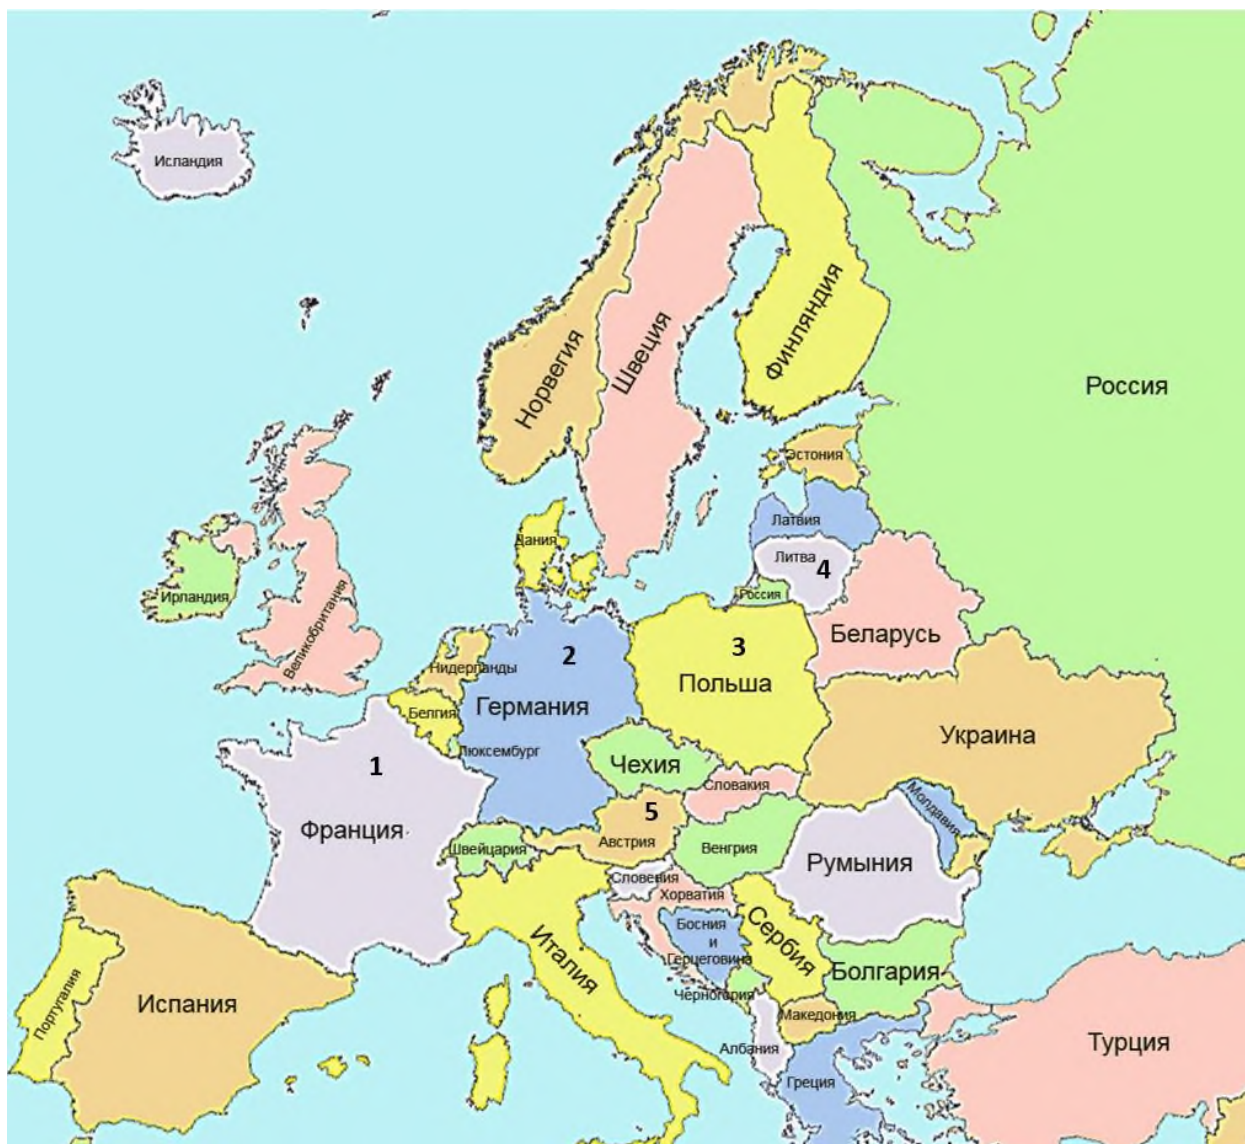 Исландия
Норвегия
Швеция
Финляндия
Россия
Эстония
Латвия
Литва
4
Россия
Дания
Ирландия
Великобритания
Беларусь
2
3
Нидерланды
Польша
Германия
Белгия
Украина
Люксембург
1
Чехия
Словакия
Молдавия
5
Франция
Австрия
Швейцария
Венгрия
Румыния
Словения
Хорватия
Босния
и
Герцеговина
Сербия
Италия
Болгария
Черногория
Португалия
Испания
Македония
Албания
Турция
Греция